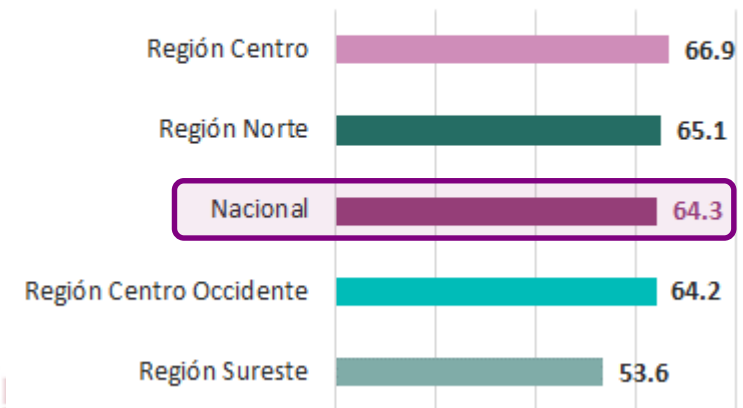 Región Centro 66.9
Región Norte 65.1
Nacional 64.3
Región Centro Occidente 64.2
Región Sureste 53.6